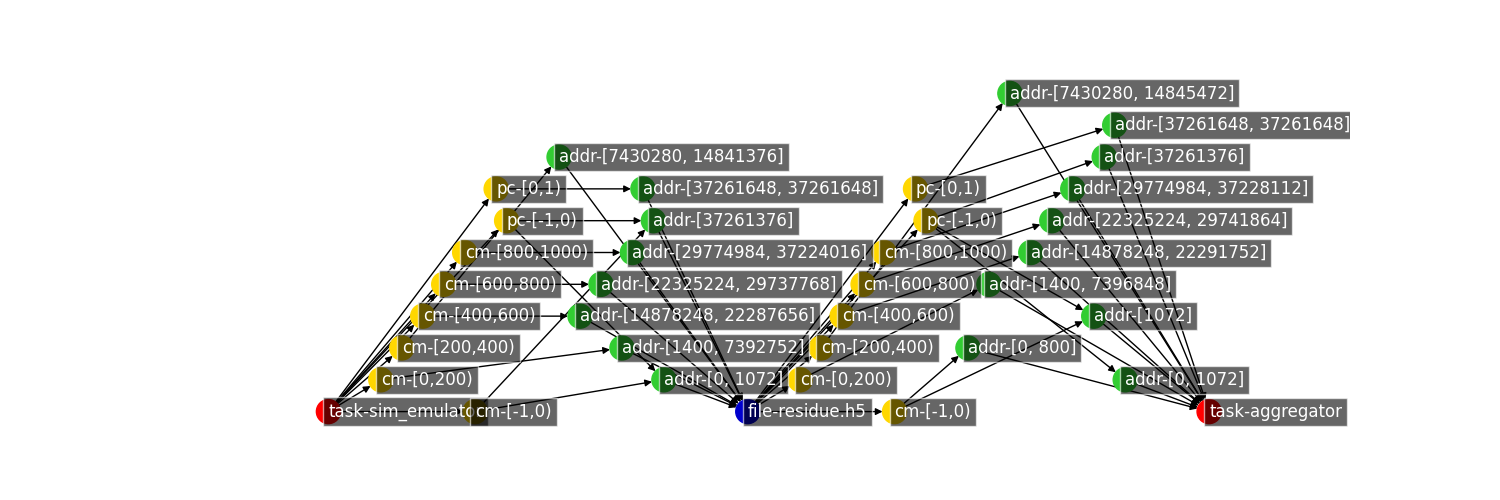 addr-[7430280, 14845472]
addr-[37261648, 37261648]
addr-[7430280, 14841376]
addr-[37261376]
pc-[0,1)
addr-[37261648, 37261648]
pc-[0,1)
addr-[29774984, 37228112]
pc-[-1,0)
addr-[37261376]
pc-[-1,0)
addr-[22325224, 29741864]
cm-[800,1000)
addr-[29774984, 37224016]
cm-[800,1000)
addr-[14878248, 22291752]
cm-[600,800)
addr-[22325224, 29737768]
cm-[600,800)
addr-[1400, 7396848]
cm-[400,600)
addr-[14878248, 22287656]
cm-[400,600)
addr-[1072]
cm-[200,400)
addr-[1400, 7392752]
cm-[200,400)
addr-[0, 800]
cm-[0,200)
addr-[0, 1072]
cm-[0,200)
addr-[0, 1072]
task-sim_emulato
cm-[-1,0)
file-residue.h5
cm-[-1,0)
task-aggregator